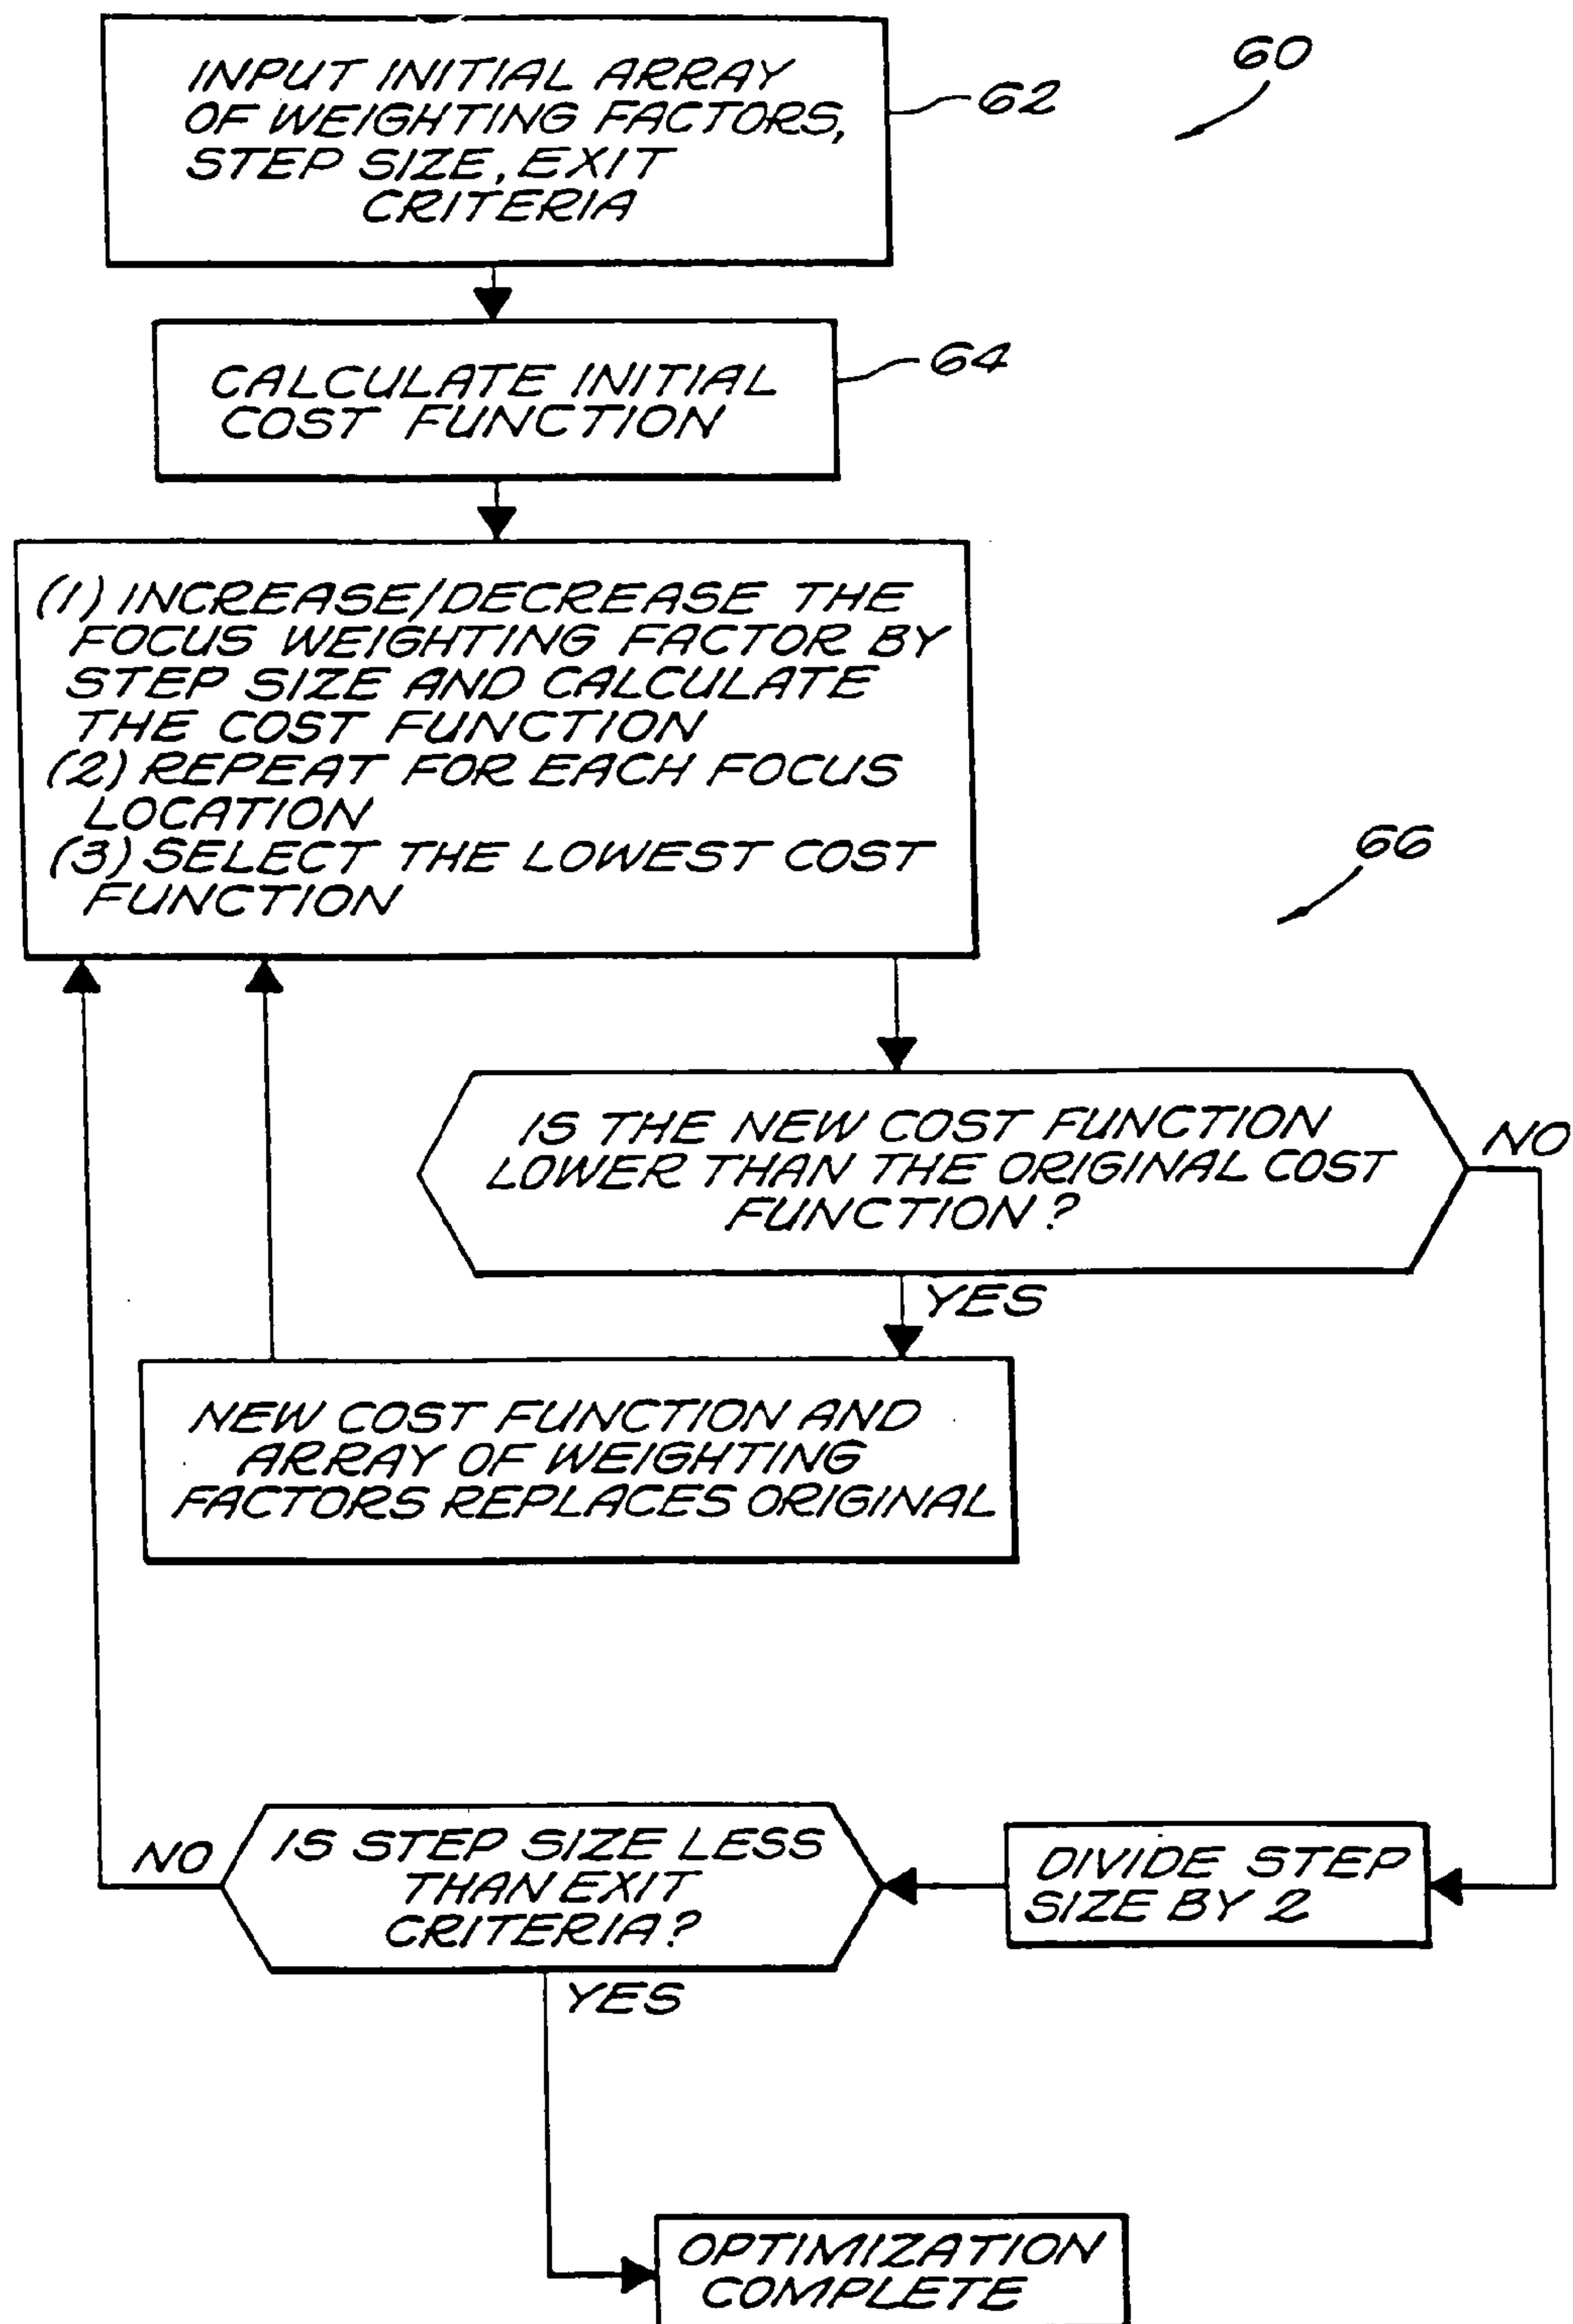 60
INPUT INITIAL ARRAY
OF WEIGHTING FACTORS,
STEP SIZE, EXIT
CRITERIA
62
CALCULATE INITIAL
COST FUNCTION
64
(1) INCREASE/DECREASE THE
FOCUS WEIGHTING FACTOR BY
STEP SIZE AND CALCULATE
THE COST FUNCTION
(2) REPEAT FOR EACH FOCUS
LOCATION
(3) SELECT THE LOWEST COST
FUNCTION
66
IS THE NEW COST FUNCTION
LOWER THAN THE ORIGINAL COST
FUNCTION?
NO
YES
NEW COST FUNCTION AND
ARRAY OF WEIGHTING
FACTORS REPLACES ORIGINAL
DIVIDE STEP
SIZE BY 2
IS STEP SIZE LESS
THAN EXIT
CRITERIA?
NO
YES
OPTIMIZATION
COMPLETE